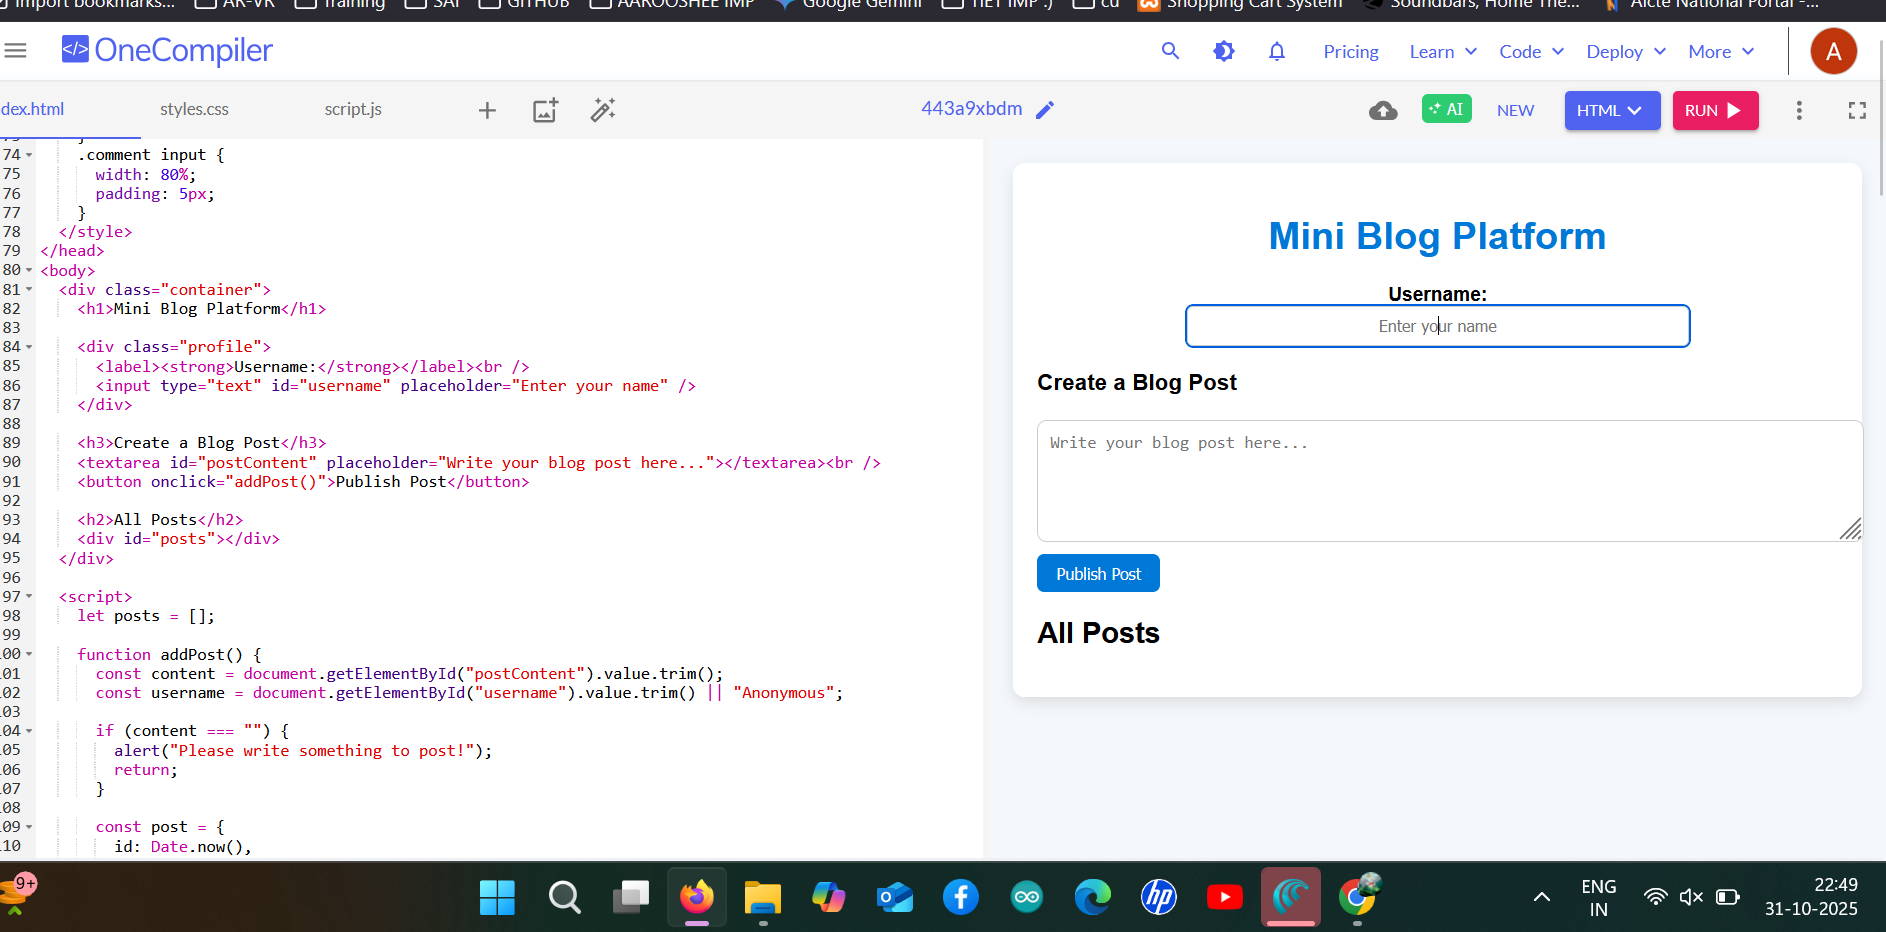 Import bookmarks...
AR-VR
Training
SAT
GITHUB
AAROOSHEE IMP
Google Gemini
TIET IMP :)
cu
Shopping Cart System
Soundbars, Home The...
Aicte National Portal -...
</> OneCompiler
Pricing
Learn
Code
Deploy
More
A
dex.html
styles.css
script.js
443a9xbdm
AI
NEW
HTML
RUN
74 .comment input {
75 width: 80%;
76 padding: 5px;
77 }
78 </style>
79 </head>
80 <body>
81 <div class="container">
82 <h1>Mini Blog Platform</h1>
83
84 <div class="profile">
85 <label><strong>Username:</strong></label><br />
86 <input type="text" id="username" placeholder="Enter your name" />
87 </div>
88
89 <h3>Create a Blog Post</h3>
90 <textarea id="postContent" placeholder="Write your blog post here..."></textarea><br />
91 <button onclick="addPost()">Publish Post</button>
92
93 <h2>All Posts</h2>
94 <div id="posts"></div>
95 </div>
96
97 <script>
98 let posts = [];
99
00 function addPost() {
01 const content = document.getElementById("postContent").value.trim();
02 const username = document.getElementById("username").value.trim() || "Anonymous";
03
04 if (content === "") {
05 alert("Please write something to post!");
06 return;
07 }
08
09 const post = {
10 id: Date.now(),
Mini Blog Platform
Username:
Enter your name
Create a Blog Post
Write your blog post here...
Publish Post
All Posts
9+
hp
ENG
IN
22:49
31-10-2025